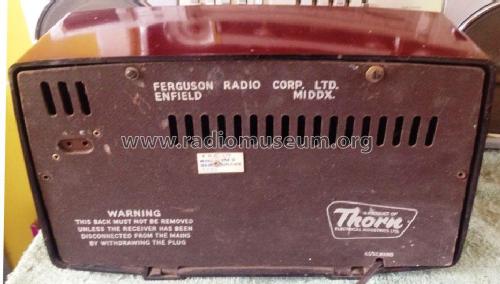 FERGUSON RADIO CORP. LTD.
ENFIELD MIDDX.
www.radiomuseum.org
WARNING
THIS BACK MUST NOT BE REMOVED
UNLESS THE RECEIVER HAS BEEN
DISCONNECTED FROM THE MAINS
BY WITHDRAWING THE PLUG
A PRODUCT OF
Thorn
ELECTRICAL INDUSTRIES LTD.